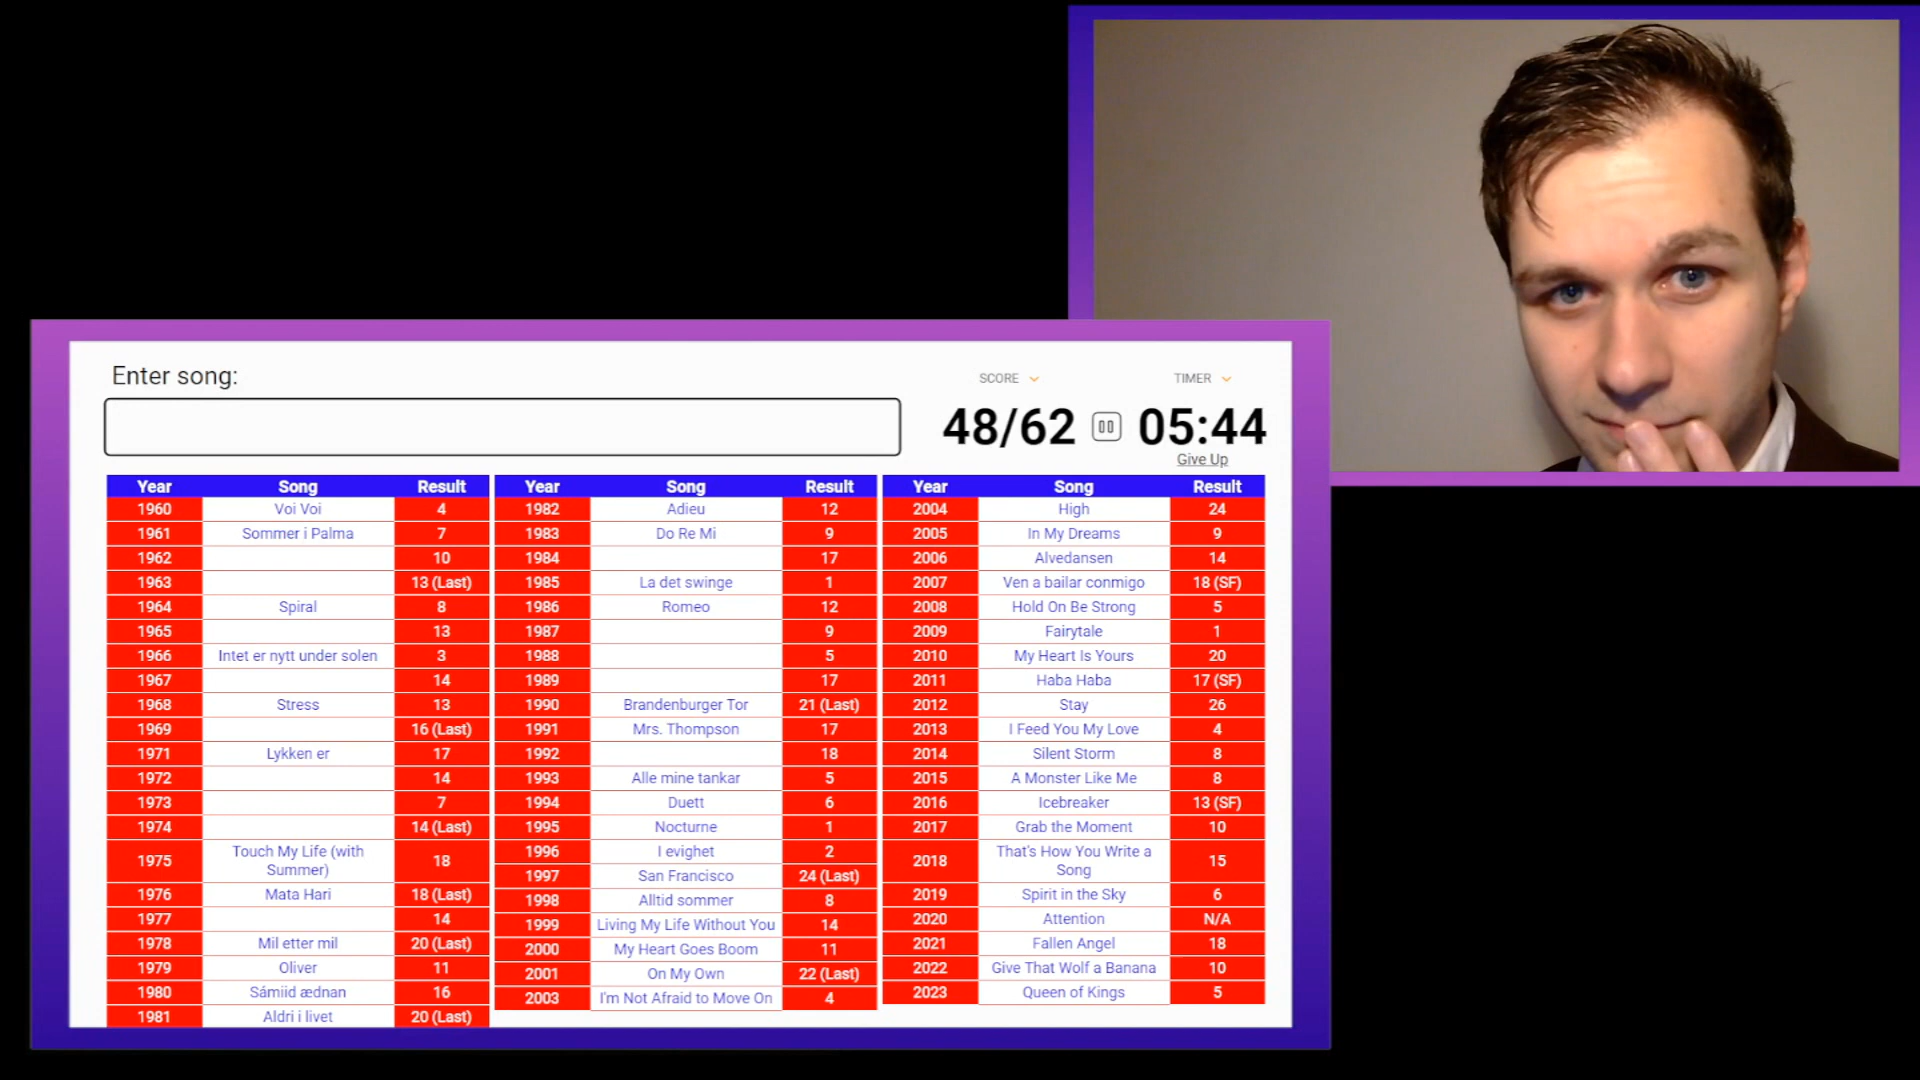 Enter song:
SCORE
TIMER
48/62
05:44
Give Up
Year Song Result
1960 Voi Voi 4
1961 Sommer i Palma 7
1962 10
1963 13 (Last)
1964 Spiral 8
1965 13
1966 Intet er nytt under solen 3
1967 14
1968 Stress 13
1969 16 (Last)
1971 Lykken er 17
1972 14
1973 7
1974 14 (Last)
1975 Touch My Life (with
Summer) 18
1976 Mata Hari 18 (Last)
1977 14
1978 Mil etter mil 20 (Last)
1979 Oliver 11
1980 Sámiid ædnan 16
1981 Aldri i livet 20 (Last)
Year Song Result
1982 Adieu 12
1983 Do Re Mi 9
1984 17
1985 La det swinge 1
1986 Romeo 12
1987 9
1988 5
1989 17
1990 Brandenburger Tor 21 (Last)
1991 Mrs. Thompson 17
1992 18
1993 Alle mine tankar 5
1994 Duett 6
1995 Nocturne 1
1996 I evighet 2
1997 San Francisco 24 (Last)
1998 Alltid sommer 8
1999 Living My Life Without You 14
2000 My Heart Goes Boom 11
2001 On My Own 22 (Last)
2003 I'm Not Afraid to Move On 4
Year Song Result
2004 High 24
2005 In My Dreams 9
2006 Alvedansen 14
2007 Ven a bailar conmigo 18 (SF)
2008 Hold On Be Strong 5
2009 Fairytale 1
2010 My Heart Is Yours 20
2011 Haba Haba 17 (SF)
2012 Stay 26
2013 I Feed You My Love 4
2014 Silent Storm 8
2015 A Monster Like Me 8
2016 Icebreaker 13 (SF)
2017 Grab the Moment 10
2018 That's How You Write a
Song 15
2019 Spirit in the Sky 6
2020 Attention N/A
2021 Fallen Angel 18
2022 Give That Wolf a Banana 10
2023 Queen of Kings 5